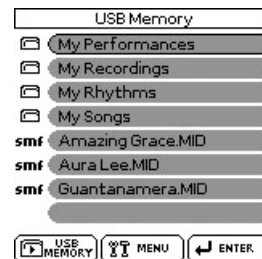 USB Memory
My Performances
My Recordings
My Rhythms
My Songs
smf Amazing Grace.MID
smf Aura Lee.MID
smf Guantanamera.MID
USB MEMORY MENU ENTER